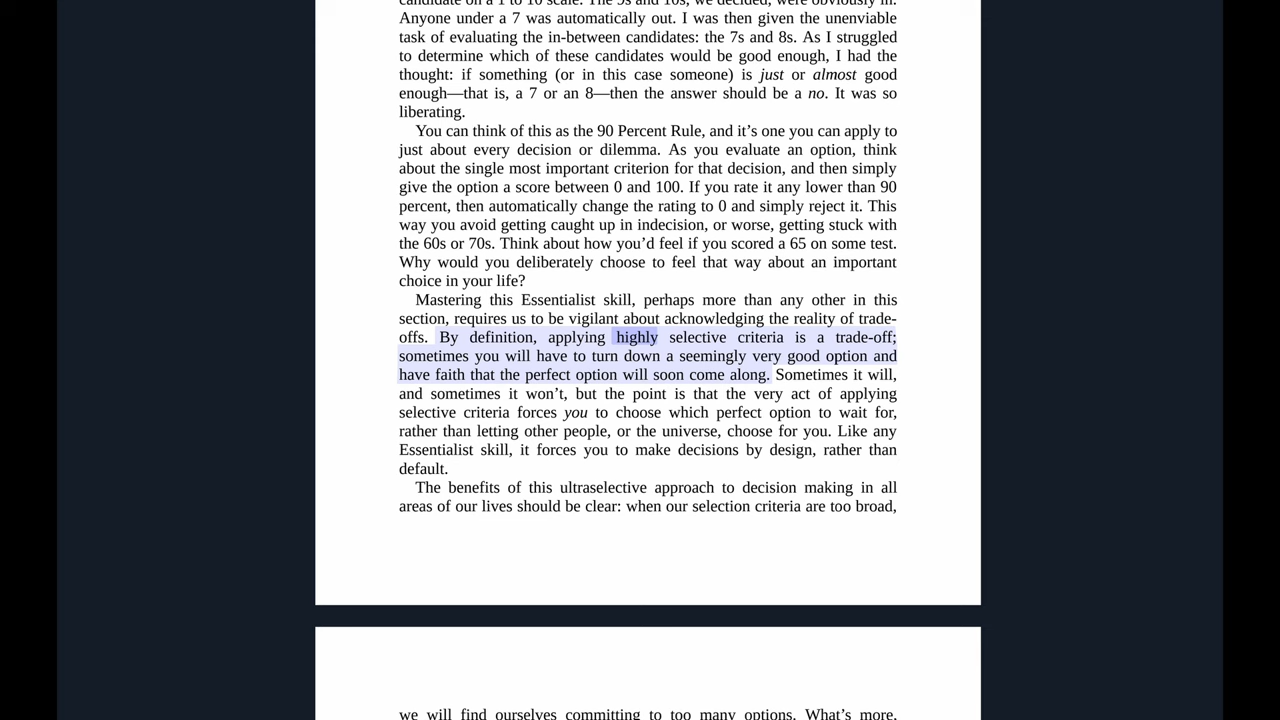 candidate on a 1 to 10 scale. The 9s and 10s, we decided, were obviously in.
Anyone under a 7 was automatically out. I was then given the unenviable
task of evaluating the in-between candidates: the 7s and 8s. As I struggled
to determine which of these candidates would be good enough, I had the
thought: if something (or in this case someone) is just or almost good
enough—that is, a 7 or an 8—then the answer should be a no. It was so
liberating.
You can think of this as the 90 Percent Rule, and it’s one you can apply to
just about every decision or dilemma. As you evaluate an option, think
about the single most important criterion for that decision, and then simply
give the option a score between 0 and 100. If you rate it any lower than 90
percent, then automatically change the rating to 0 and simply reject it. This
way you avoid getting caught up in indecision, or worse, getting stuck with
the 60s or 70s. Think about how you’d feel if you scored a 65 on some test.
Why would you deliberately choose to feel that way about an important
choice in your life?
Mastering this Essentialist skill, perhaps more than any other in this
section, requires us to be vigilant about acknowledging the reality of trade-
offs. By definition, applying highly selective criteria is a trade-off;
sometimes you will have to turn down a seemingly very good option and
have faith that the perfect option will soon come along. Sometimes it will,
and sometimes it won’t, but the point is that the very act of applying
selective criteria forces you to choose which perfect option to wait for,
rather than letting other people, or the universe, choose for you. Like any
Essentialist skill, it forces you to make decisions by design, rather than
default.
The benefits of this ultraselective approach to decision making in all
areas of our lives should be clear: when our selection criteria are too broad,
we will find ourselves committing to too many options. What’s more,